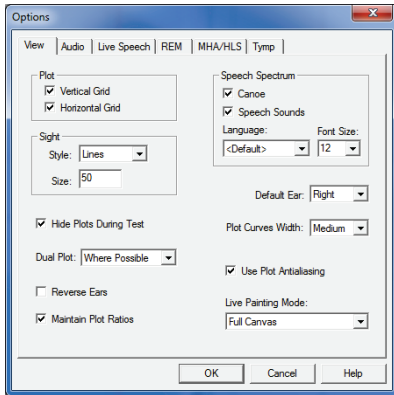 Options
View Audio Live Speech REM MHA/HLS Tymp
Plot
Vertical Grid
Horizontal Grid
Sight
Style: Lines
Size: 50
Hide Plots During Test
Dual Plot: Where Possible
Reverse Ears
Maintain Plot Ratios
Speech Spectrum
Canoe
Speech Sounds
Language: Font Size:
<Default> 12
Default Ear: Right
Plot Curves Width: Medium
Use Plot Antialiasing
Live Painting Mode:
Full Canvas
OK Cancel Help